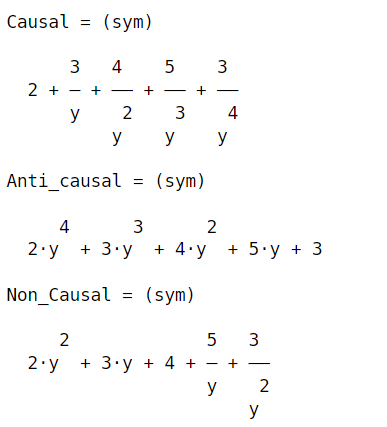 Causal = (sym)
      3   4    5    3
  2 + ─ + ── + ── + ──
      y    2    3    4
          y    y    y
Anti_causal = (sym)
     4      3      2
  2⋅y  + 3⋅y  + 4⋅y  + 5⋅y + 3
Non_Causal = (sym)
     2             5   3
  2⋅y  + 3⋅y + 4 + ─ + ──
                   y    2
                       y